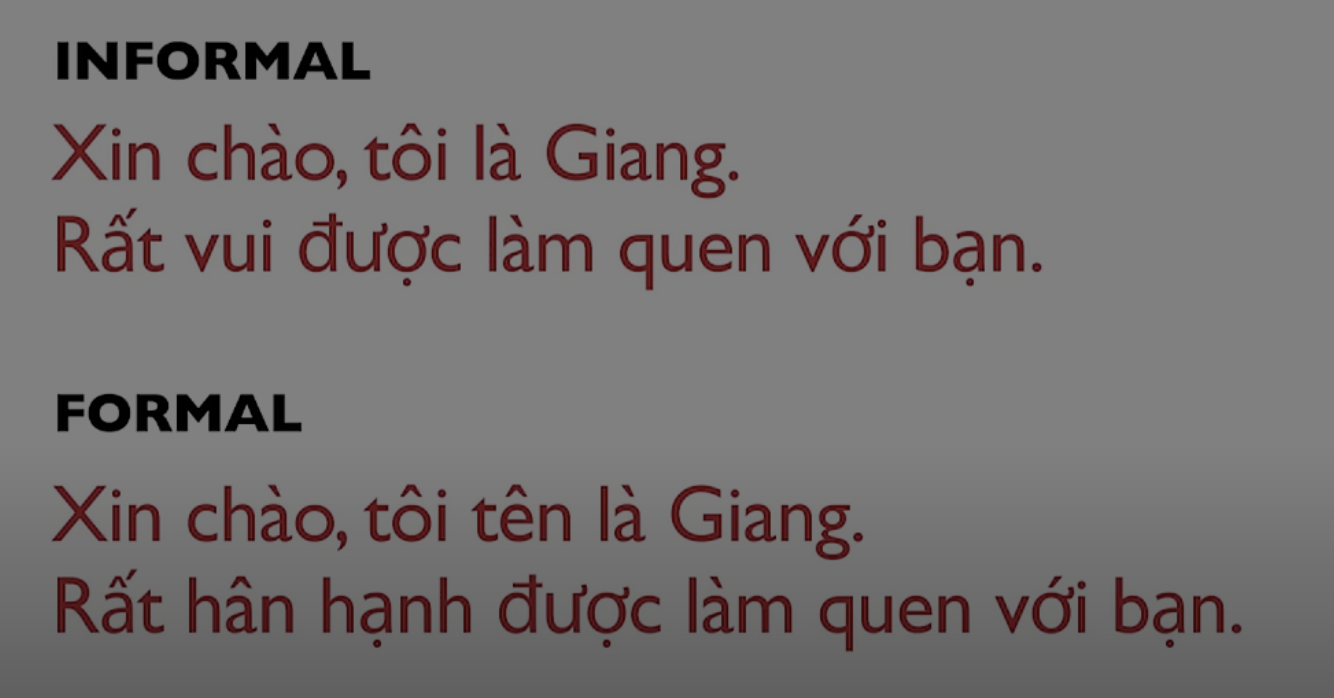 INFORMAL
Xin chào, tôi là Giang.
Rất vui được làm quen với bạn.
FORMAL
Xin chào, tôi tên là Giang.
Rất hân hạnh được làm quen với bạn.